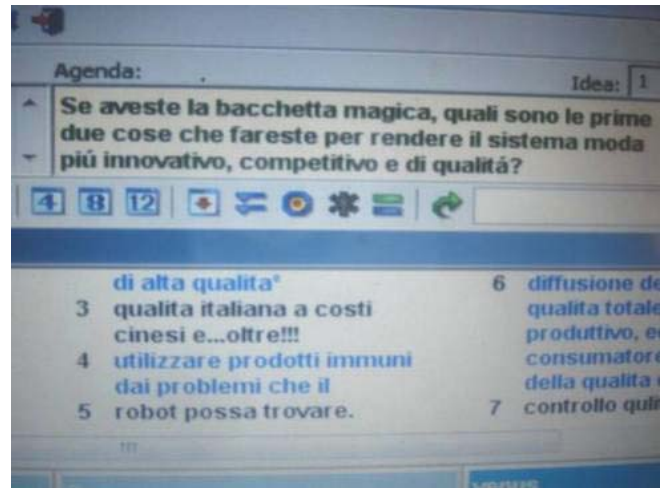 Agenda:
Idea: 1
Se aveste la bacchetta magica, quali sono le prime
due cose che fareste per rendere il sistema moda
piú innovativo, competitivo e di qualitá?
4 8 12
di alta qualita°
3 qualita italiana a costi
cinesi e...oltre!!!
4 utilizzare prodotti immuni
dai problemi che il
5 robot possa trovare.
6 diffusione de
qualita totale
produttivo, e
consumatore
della qualita
7 controllo quli